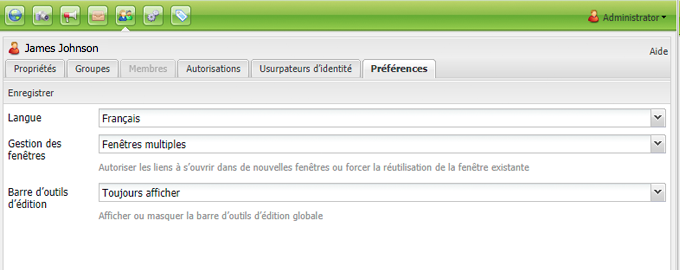 Administrator
James Johnson
Aide
Propriétés Groupes Membres Autorisations Usurpateurs d'identité Préférences
Enregistrer
Langue Français
Gestion des fenêtres Fenêtres multiples
Autoriser les liens à s'ouvrir dans de nouvelles fenêtres ou forcer la réutilisation de la fenêtre existante
Barre d'outils d'édition Toujours afficher
Afficher ou masquer la barre d'outils d'édition globale